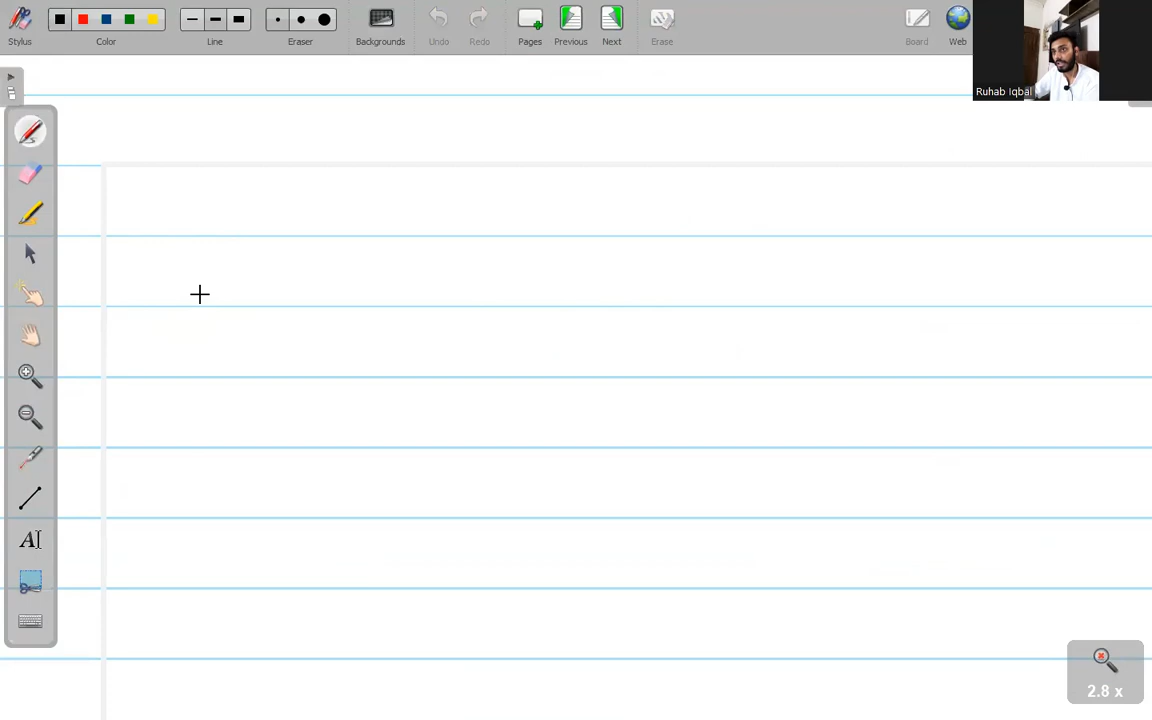 Stylus
Color
Line
Eraser
Backgrounds
Undo
Redo
Pages
Previous
Next
Erase
Board
Web
Ruhab Iqbal
A
2.8 x